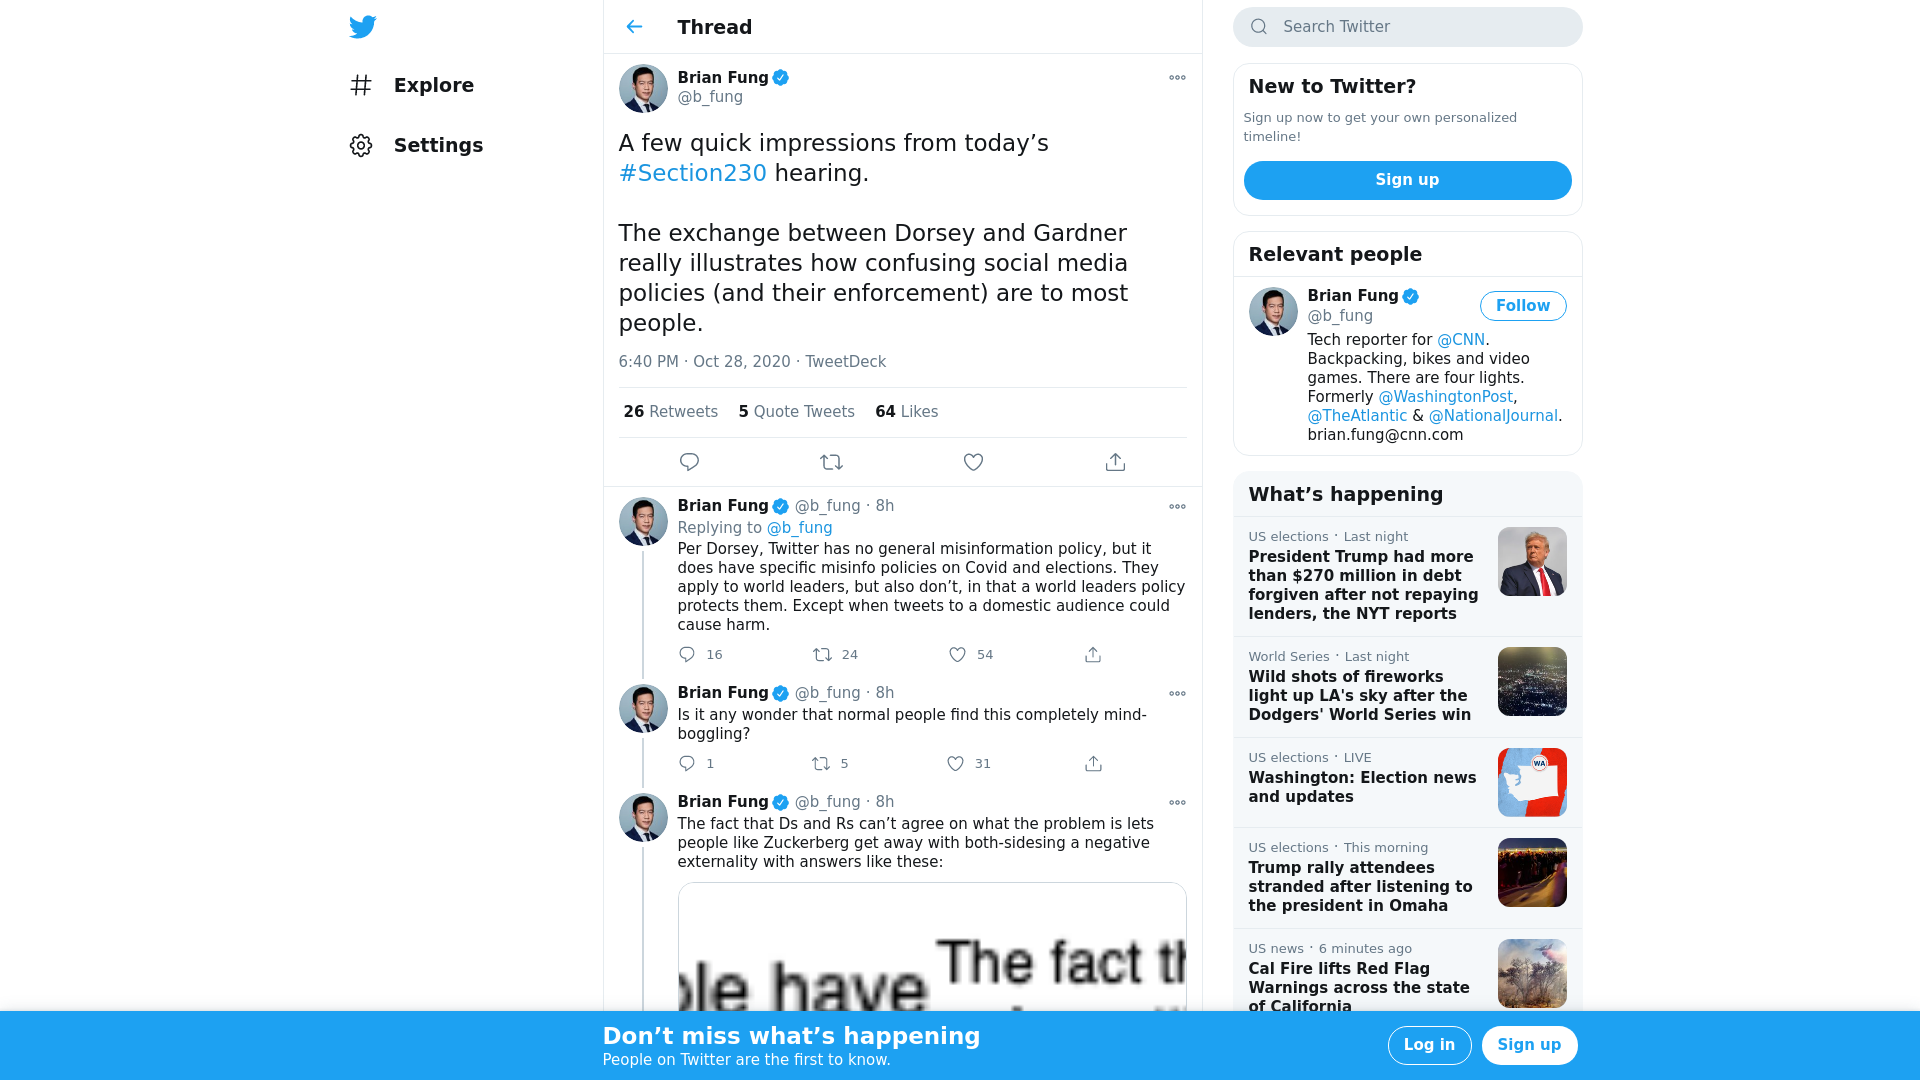 Explore
Settings
Thread
Brian Fung
@b_fung
A few quick impressions from today’s
#Section230 hearing.
The exchange between Dorsey and Gardner
really illustrates how confusing social media
policies (and their enforcement) are to most
people.
6:40 PM · Oct 28, 2020 · TweetDeck
26 Retweets 5 Quote Tweets 64 Likes
Brian Fung @b_fung · 8h
Replying to @b_fung
Per Dorsey, Twitter has no general misinformation policy, but it
does have specific misinfo policies on Covid and elections. They
apply to world leaders, but also don’t, in that a world leaders policy
protects them. Except when tweets to a domestic audience could
cause harm.
16 24 54
Brian Fung @b_fung · 8h
Is it any wonder that normal people find this completely mind-
boggling?
1 5 31
Brian Fung @b_fung · 8h
The fact that Ds and Rs can’t agree on what the problem is lets
people like Zuckerberg get away with both-sidesing a negative
externality with answers like these:
have The fact
Search Twitter
New to Twitter?
Sign up now to get your own personalized
timeline!
Sign up
Relevant people
Brian Fung
@b_fung
Follow
Tech reporter for @CNN.
Backpacking, bikes and video
games. There are four lights.
Formerly @WashingtonPost,
@TheAtlantic & @NationalJournal.
brian.fung@cnn.com
What’s happening
US elections · Last night
President Trump had more
than $270 million in debt
forgiven after not repaying
lenders, the NYT reports
World Series · Last night
Wild shots of fireworks
light up LA's sky after the
Dodgers' World Series win
US elections · LIVE
Washington: Election news
and updates
WA
US elections · This morning
Trump rally attendees
stranded after listening to
the president in Omaha
US news · 6 minutes ago
Cal Fire lifts Red Flag
Warnings across the state
of California
Don’t miss what’s happening
People on Twitter are the first to know.
Log in
Sign up